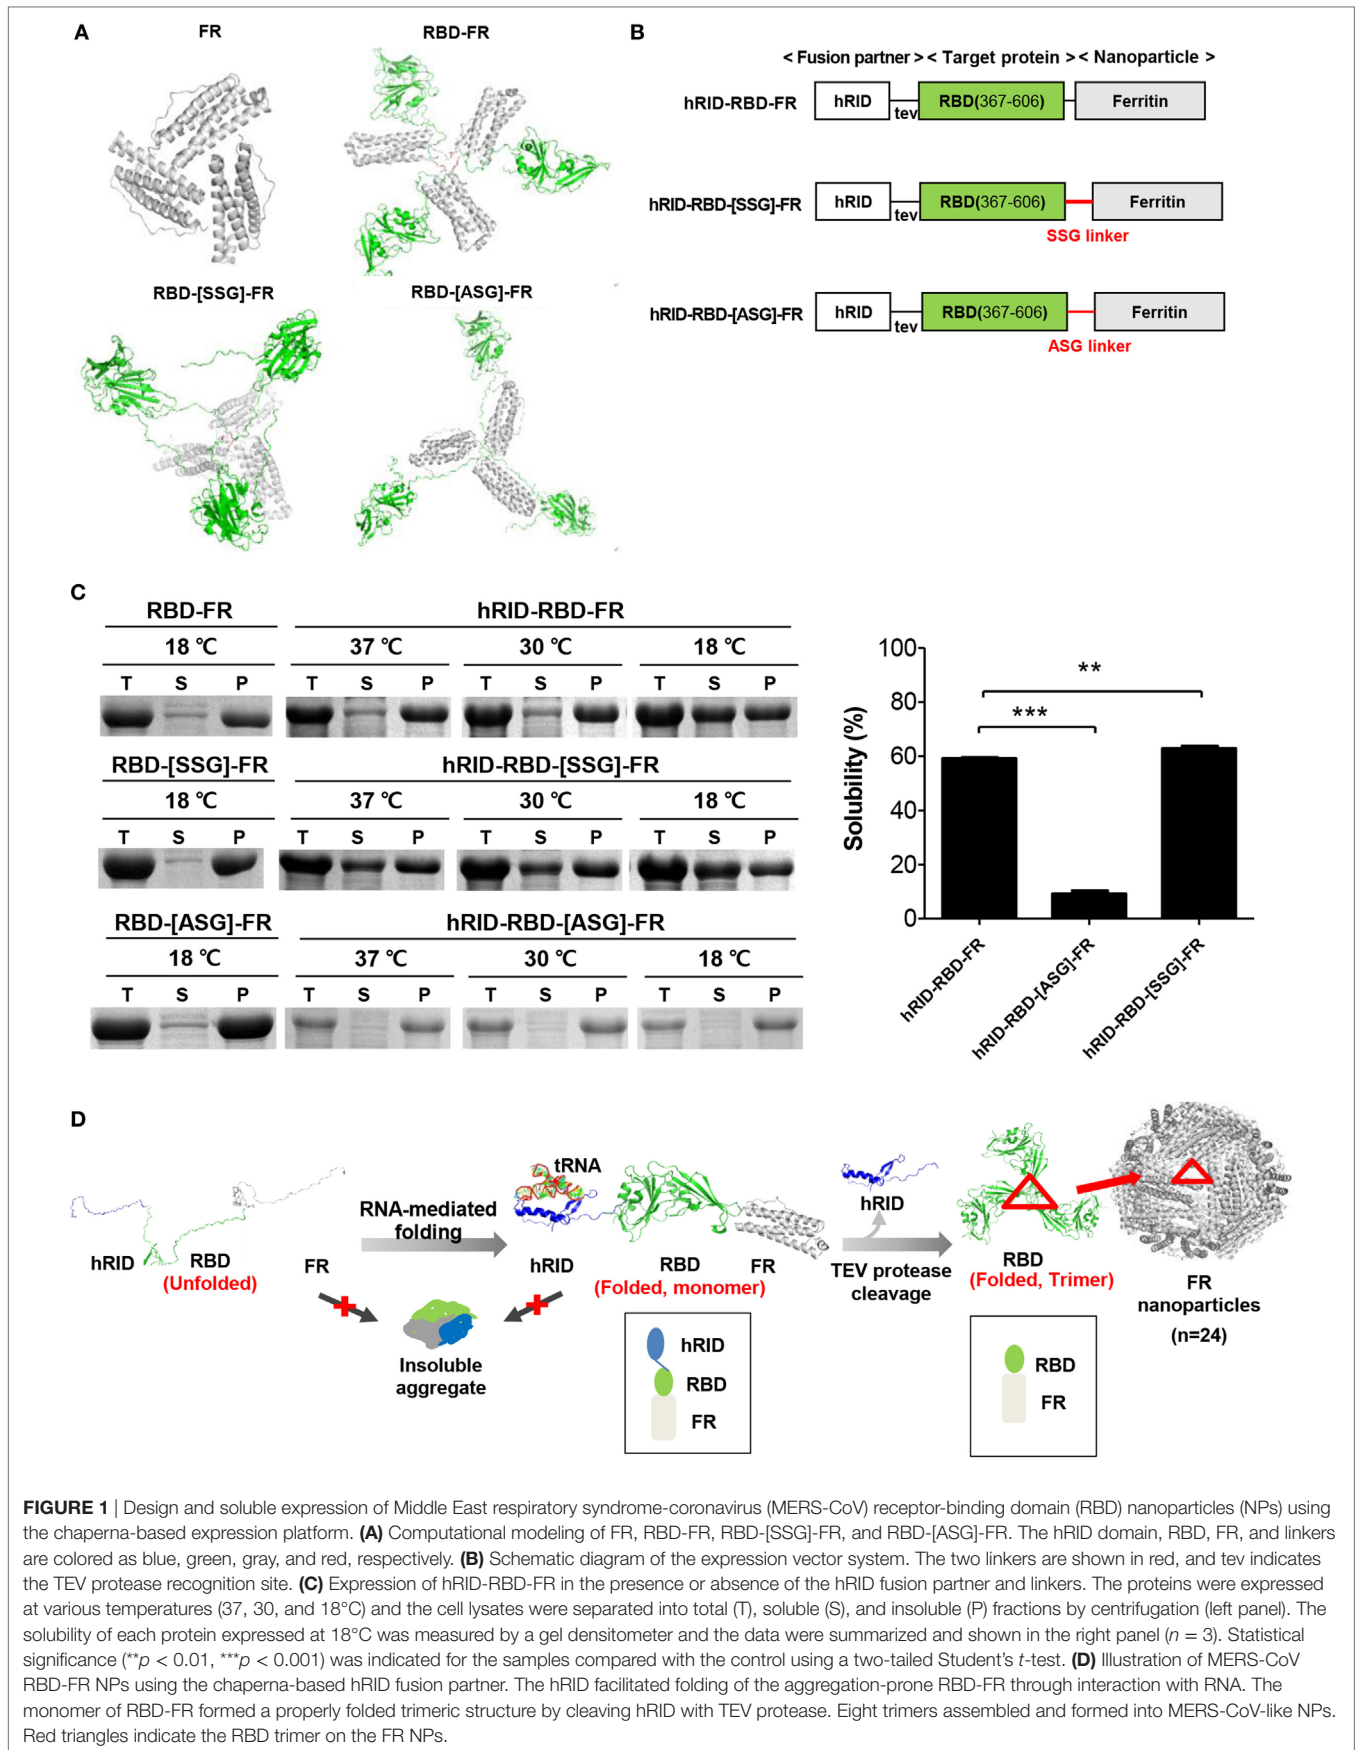 A
FR
RBD-FR
RBD-[SSG]-FR
RBD-[ASG]-FR
B
< Fusion partner > < Target protein > < Nanoparticle >
hRID-RBD-FR
hRID
tev
RBD(367-606)
Ferritin
hRID-RBD-[SSG]-FR
hRID
tev
RBD(367-606)
Ferritin
SSG linker
hRID-RBD-[ASG]-FR
hRID
tev
RBD(367-606)
Ferritin
ASG linker
C
RBD-FR
hRID-RBD-FR
18 ℃ 37 ℃ 30 ℃ 18 ℃
T S P T S P T S P T S P
RBD-[SSG]-FR
hRID-RBD-[SSG]-FR
18 ℃ 37 ℃ 30 ℃ 18 ℃
T S P T S P T S P T S P
RBD-[ASG]-FR
hRID-RBD-[ASG]-FR
18 ℃ 37 ℃ 30 ℃ 18 ℃
T S P T S P T S P T S P
Solubility (%)
100
80
60
40
20
0
**
***
hRID-RBD-FR
hRID-RBD-[ASG]-FR
hRID-RBD-[SSG]-FR
D
hRID
RBD
(Unfolded)
FR
RNA-mediated
folding
Insoluble
aggregate
tRNA
hRID
RBD
(Folded, monomer)
FR
hRID
RBD
FR
hRID
TEV protease
cleavage
RBD
(Folded, Trimer)
RBD
FR
FR
nanoparticles
(n=24)
FIGURE 1 | Design and soluble expression of Middle East respiratory syndrome-coronavirus (MERS-CoV) receptor-binding domain (RBD) nanoparticles (NPs) using
the chaperna-based expression platform. (A) Computational modeling of FR, RBD-FR, RBD-[SSG]-FR, and RBD-[ASG]-FR. The hRID domain, RBD, FR, and linkers
are colored as blue, green, gray, and red, respectively. (B) Schematic diagram of the expression vector system. The two linkers are shown in red, and tev indicates
the TEV protease recognition site. (C) Expression of hRID-RBD-FR in the presence or absence of the hRID fusion partner and linkers. The proteins were expressed
at various temperatures (37, 30, and 18°C) and the cell lysates were separated into total (T), soluble (S), and insoluble (P) fractions by centrifugation (left panel). The
solubility of each protein expressed at 18°C was measured by a gel densitometer and the data were summarized and shown in the right panel (n = 3). Statistical
significance (**p < 0.01, ***p < 0.001) was indicated for the samples compared with the control using a two-tailed Student's t-test. (D) Illustration of MERS-CoV
RBD-FR NPs using the chaperna-based hRID fusion partner. The hRID facilitated folding of the aggregation-prone RBD-FR through interaction with RNA. The
monomer of RBD-FR formed a properly folded trimeric structure by cleaving hRID with TEV protease. Eight trimers assembled and formed into MERS-CoV-like NPs.
Red triangles indicate the RBD trimer on the FR NPs.